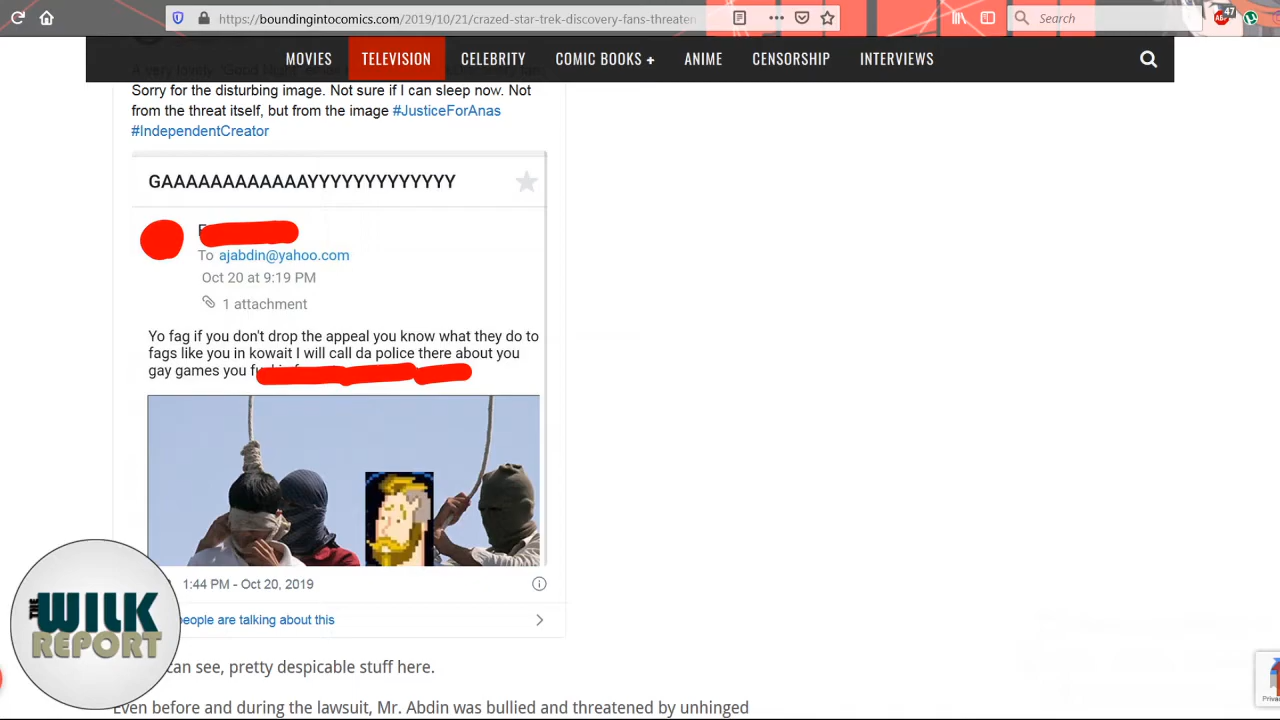 https://boundingintocomics.com/2019/10/21/crazed-star-trek-discovery-fans-threaten
Search
47
ABP
MOVIES TELEVISION CELEBRITY COMIC BOOKS + ANIME CENSORSHIP INTERVIEWS
Sorry for the disturbing image. Not sure if I can sleep now. Not
from the threat itself, but from the image #JusticeForAnas
#IndependentCreator
GAAAAAAAAAAAAYYYYYYYYYYYYY
To ajabdin@yahoo.com
Oct 20 at 9:19 PM
1 attachment
Yo fag if you don't drop the appeal you know what they do to
fags like you in kowait I will call da police there about you
gay games you
1:44 PM - Oct 20, 2019
people are talking about this
THE
WILK
REPORT
can see, pretty despicable stuff here.
Even before and during the lawsuit, Mr. Abdin was bullied and threatened by unhinged